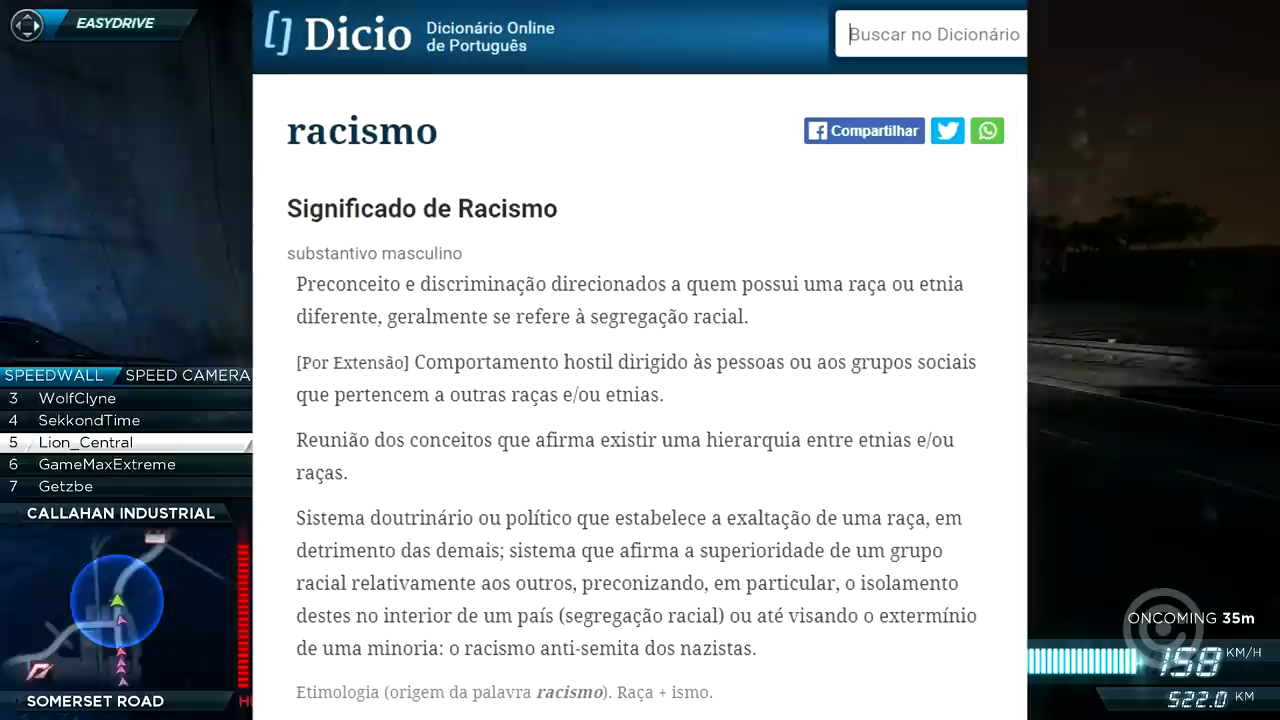 EASYDRIVE
Dicio
Dicionário Online
de Português
Buscar no Dicionário
racismo
Compartilhar
Significado de Racismo
substantivo masculino
Preconceito e discriminação direcionados a quem possui uma raça ou etnia
diferente, geralmente se refere à segregação racial.
[Por Extensão] Comportamento hostil dirigido às pessoas ou aos grupos sociais
que pertencem a outras raças e/ou etnias.
Reunião dos conceitos que afirma existir uma hierarquia entre etnias e/ou
raças.
Sistema doutrinário ou político que estabelece a exaltação de uma raça, em
detrimento das demais; sistema que afirma a superioridade de um grupo
racial relativamente aos outros, preconizando, em particular, o isolamento
destes no interior de um país (segregação racial) ou até visando o extermínio
de uma minoria: o racismo anti-semita dos nazistas.
Etimologia (origem da palavra racismo). Raça + ismo.
SPEEDWALL SPEED CAMERA
3 WolfClyne
4 SekkondTime
5 Lion_Central
6 GameMaxExtreme
7 Getzbe
CALLAHAN INDUSTRIAL
SOMERSET ROAD
ONCOMING 35m
158 KM/H
522.0 KM